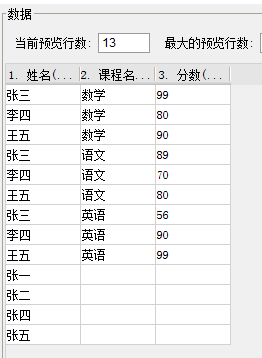 数据
当前预览行数: 13 最大的预览行数:
1. 姓名(... 2. 课程名... 3. 分数(...
张三 数学 99
李四 数学 80
王五 数学 90
张三 语文 89
李四 语文 70
王五 语文 80
张三 英语 56
李四 英语 90
王五 英语 99
张一
张二
张四
张五